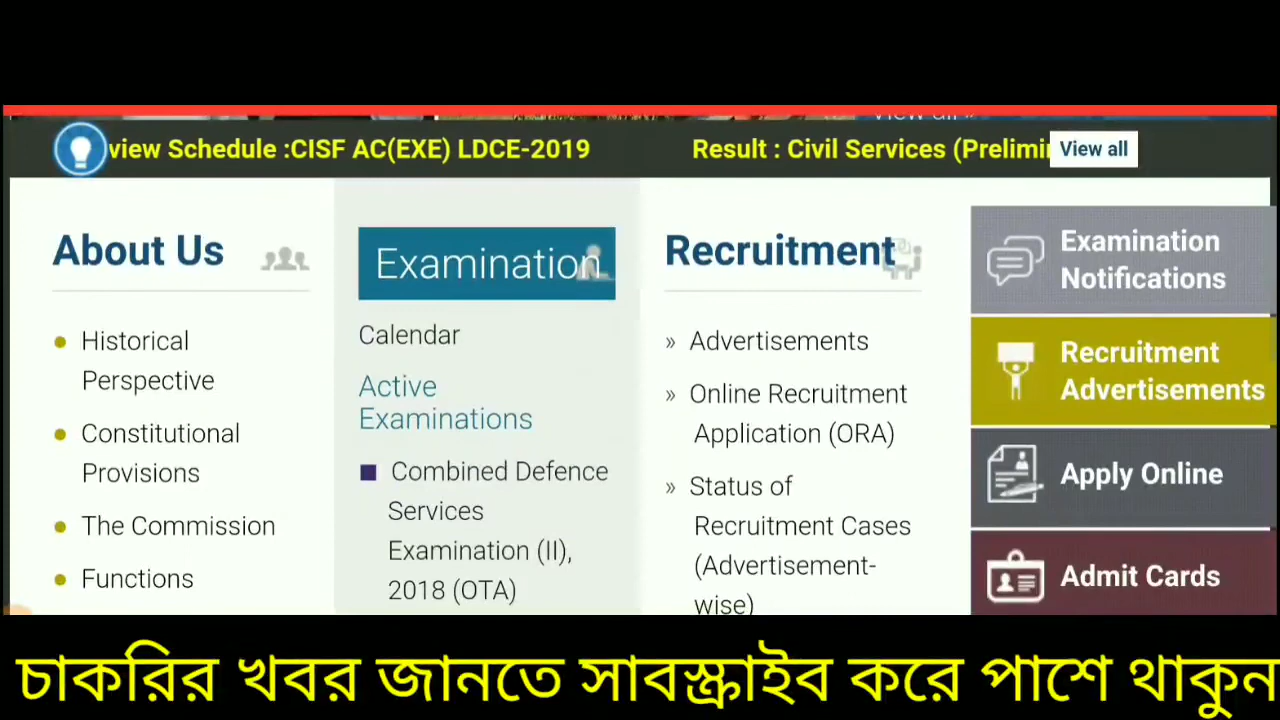 view Schedule :CISF AC(EXE) LDCE-2019
Result : Civil Services (Prelimi
View all
About Us
Historical
Perspective
Constitutional
Provisions
The Commission
Functions
Examination
Calendar
Active
Examinations
Combined Defence
Services
Examination (II),
2018 (OTA)
Recruitment
» Advertisements
» Online Recruitment
Application (ORA)
» Status of
Recruitment Cases
(Advertisement-
wise)
Examination
Notifications
Recruitment
Advertisements
Apply Online
Admit Cards
চাকরির খবর জানতে সাবস্ক্রাইব করে পাশে থাকুন